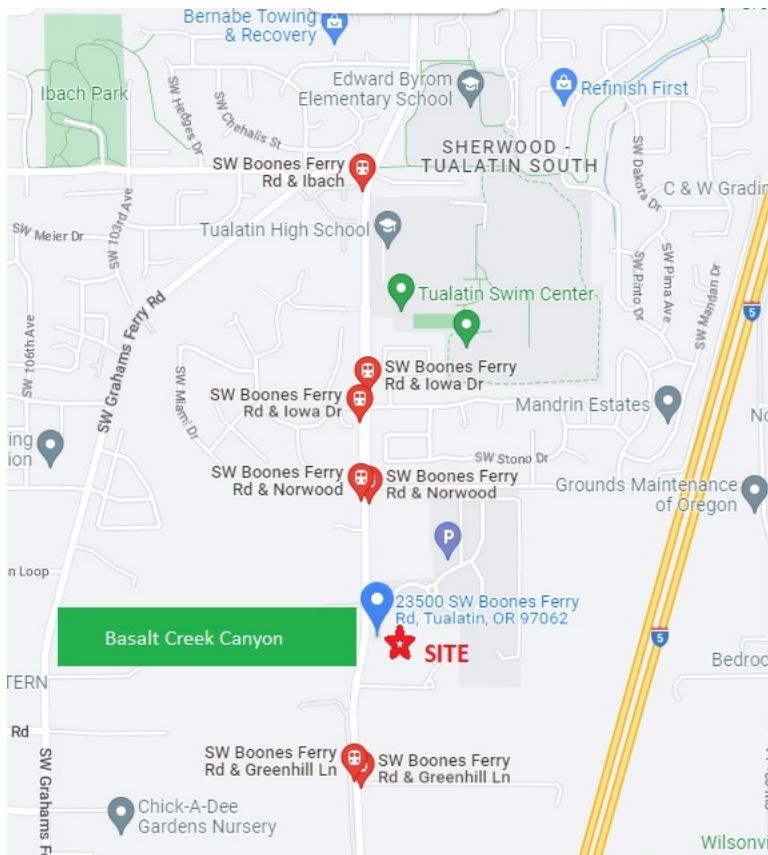 Bernabe Towing
& Recovery
Ibach Park
SW Hedges Dr
SW Chehalis St
Edward Byrom
Elementary School
Refinish First
SHERWOOD -
TUALATIN SOUTH
SW Boones Ferry
Rd & Ibach
SW Dakota Dr
C & W Gradin
SW 103rd Ave
SW Meier Dr
Tualatin High School
SW Pinto Dr
SW Pima Ave
SW Mandan Dr
Tualatin Swim Center
5
SW Grahams Ferry Rd
SW 106th Ave
SW Miami Dr
SW Boones Ferry
Rd & Iowa Dr
SW Boones Ferry
Rd & Iowa Dr
Mandrin Estates
No
ring
ion
SW Stono Dr
SW Boones Ferry
Rd & Norwood
SW Boones Ferry
Rd & Norwood
Grounds Maintenance
of Oregon
P
n Loop
23500 SW Boones Ferry
Rd, Tualatin, OR 97062
Basalt Creek Canyon
SITE
5
Bedroc
TERN
Rd
SW Boones Ferry
Rd & Greenhill Ln
SW Boones Ferry
Rd & Greenhill Ln
SW Grahams Fe
Chick-A-Dee
Gardens Nursery
Wilsonvi